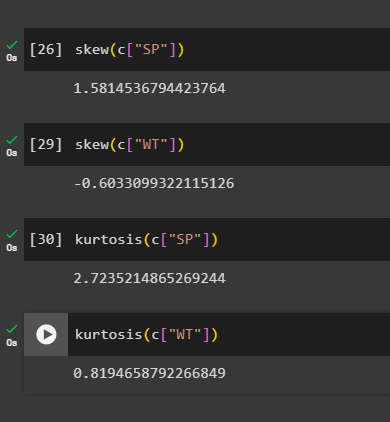 [26] skew(c["SP"])
0s
1.5814536794423764
[29] skew(c["WT"])
0s
-0.6033099322115126
[30] kurtosis(c["SP"])
0s
2.7235214865269244
kurtosis(c["WT"])
0s
0.8194658792266849